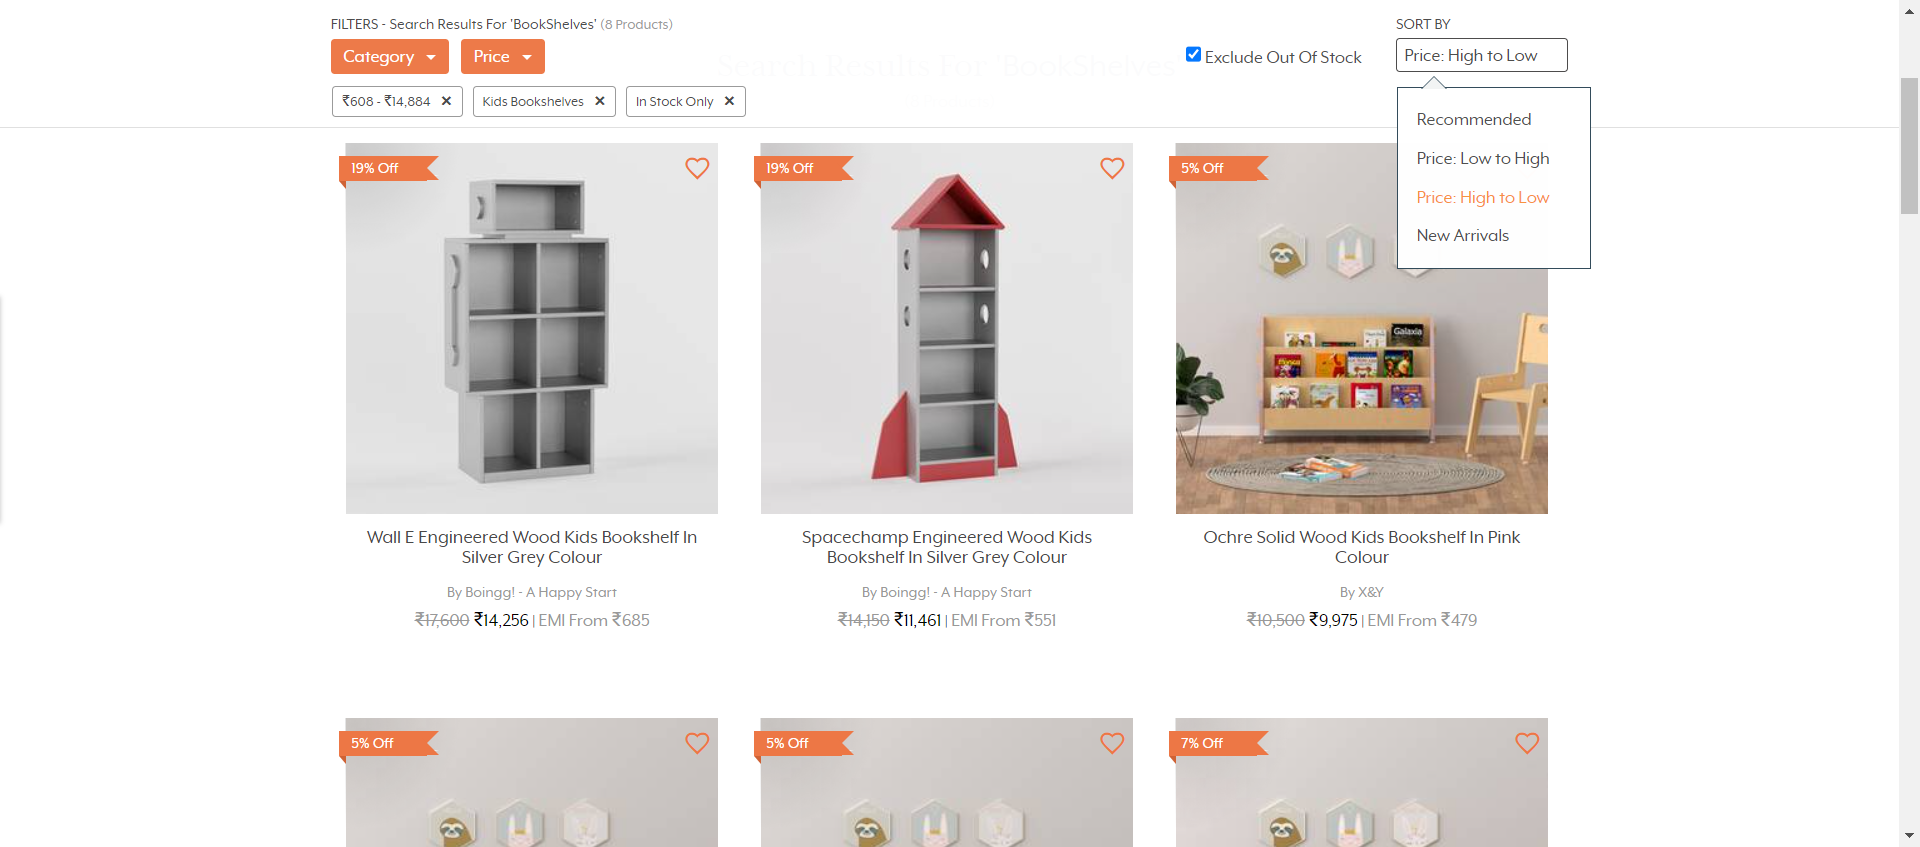 FILTERS - Search Results For 'BookShelves' (8 Products)
SORT BY
Category
Price
Search Results For 'BookShelves'
Exclude Out Of Stock
Price: High to Low
₹608 - ₹14,884 ✕
Kids Bookshelves ✕
In Stock Only ✕
Recommended
Price: Low to High
Price: High to Low
New Arrivals
19% Off
19% Off
5% Off
Galaxia
Wall E Engineered Wood Kids Bookshelf In
Silver Grey Colour
By Boingg! - A Happy Start
₹17,600 ₹14,256 | EMI From ₹685
Spacechamp Engineered Wood Kids
Bookshelf In Silver Grey Colour
By Boingg! - A Happy Start
₹14,150 ₹11,461 | EMI From ₹551
Ochre Solid Wood Kids Bookshelf In Pink
Colour
By X&Y
₹10,500 ₹9,975 | EMI From ₹479
5% Off
5% Off
7% Off